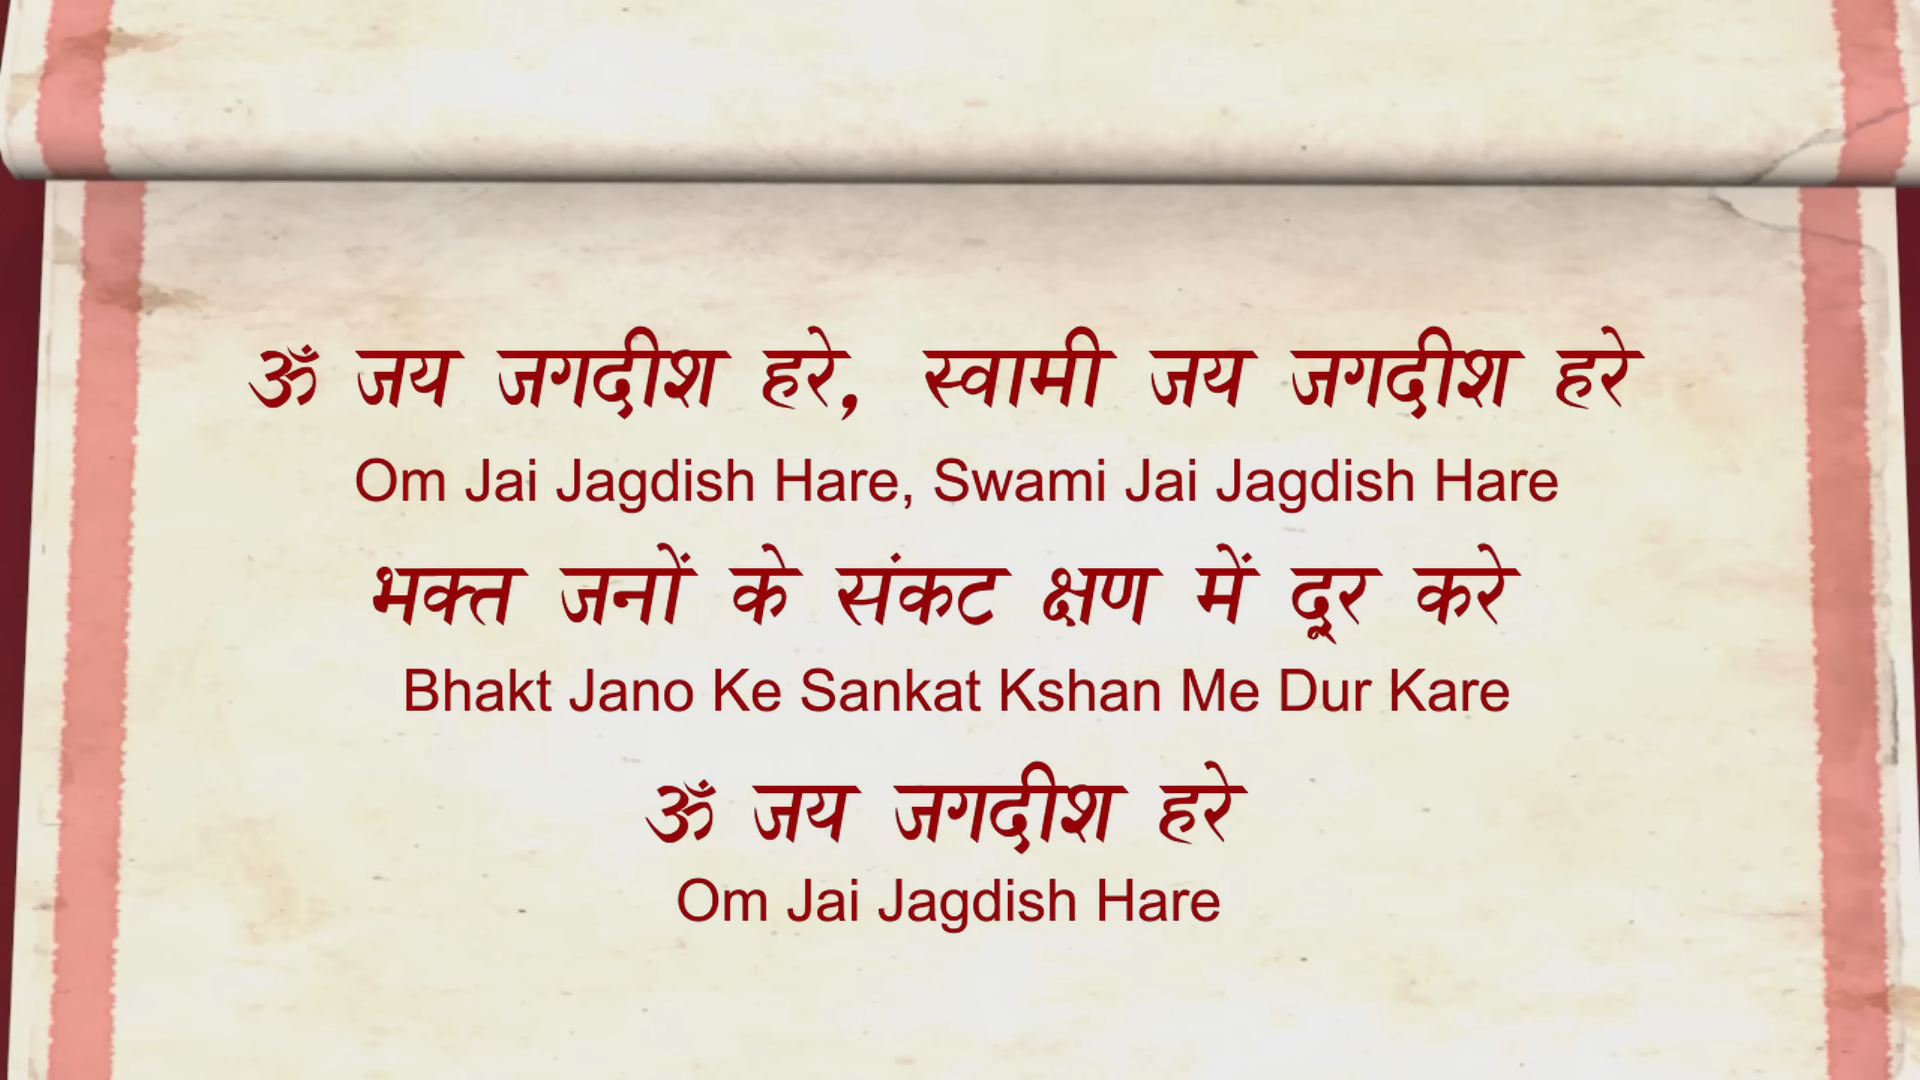 ॐ जय जगदीश हरे, स्वामी जय जगदीश हरे
Om Jai Jagdish Hare, Swami Jai Jagdish Hare
भक्त जनों के संकट क्षण में दूर करे
Bhakt Jano Ke Sankat Kshan Me Dur Kare
ॐ जय जगदीश हरे
Om Jai Jagdish Hare